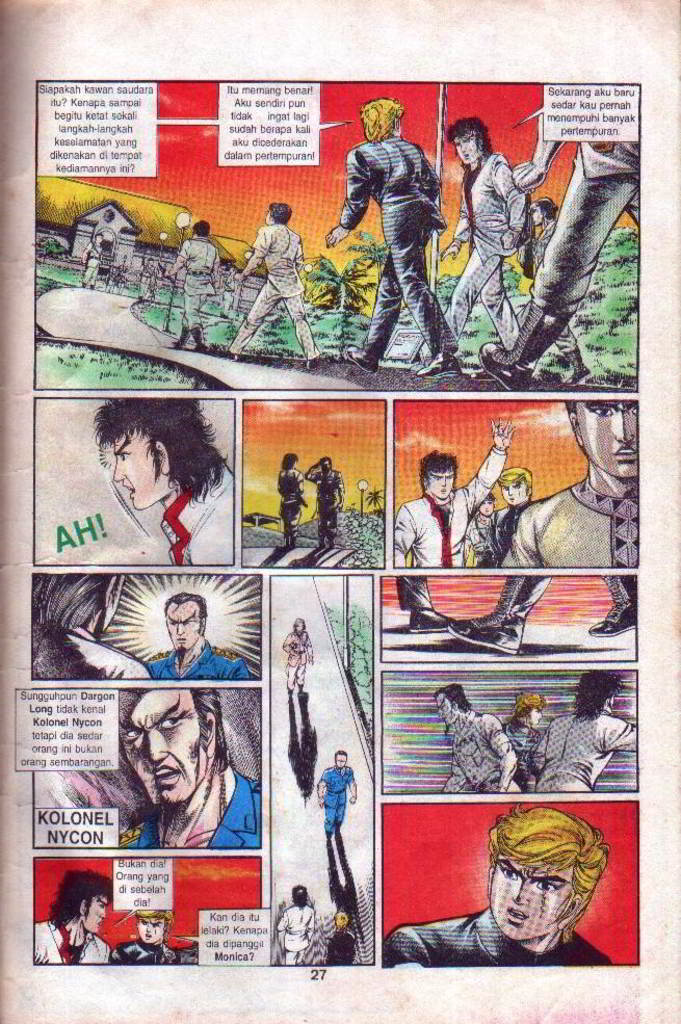 Siapakah kawan saudara
itu? Kenapa sampai
begitu ketat sekali
langkah-langkah
keselamatan yang
dikenakan di tempat
kediamannya ini?
Itu memang benar!
Aku sendiri pun
tidak ingat lagi
sudah berapa kali
aku dicederakan
dalam pertempuran!
Sekarang aku baru
sedar kau pernah
menempuhi banyak
pertempuran.
AH!
Sungguhpun Dargon
Long tidak kenal
Kolonel Nycon
tetapi dia sedar
orang ini bukan
orang sembarangan.
KOLONEL
NYCON
Bukan dia!
Orang yang
di sebelah
dia!
Kan dia itu
lelaki? Kenapa
dia dipanggil
Monica?
27